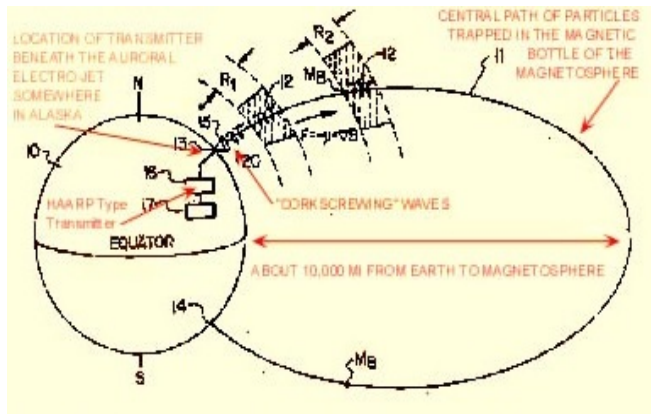 CENTRAL PATH OF PARTICLES
TRAPPED IN THE MAGNETIC
BOTTLE OF THE
MAGNETOSPHERE
LOCATION OF TRANSMITTER
BENEATH THE AURORAL
ELECTROJET
SOMEWHERE
IN ALASKA
R1
R2
12
12
11
MB
N
15
13
20
10
16
HAARP Type
Transmitter
17
"CORKSCREWING" WAVES
EQUATOR
ABOUT 10,000 MI FROM EARTH TO MAGNETOSPHERE
14
MB
S